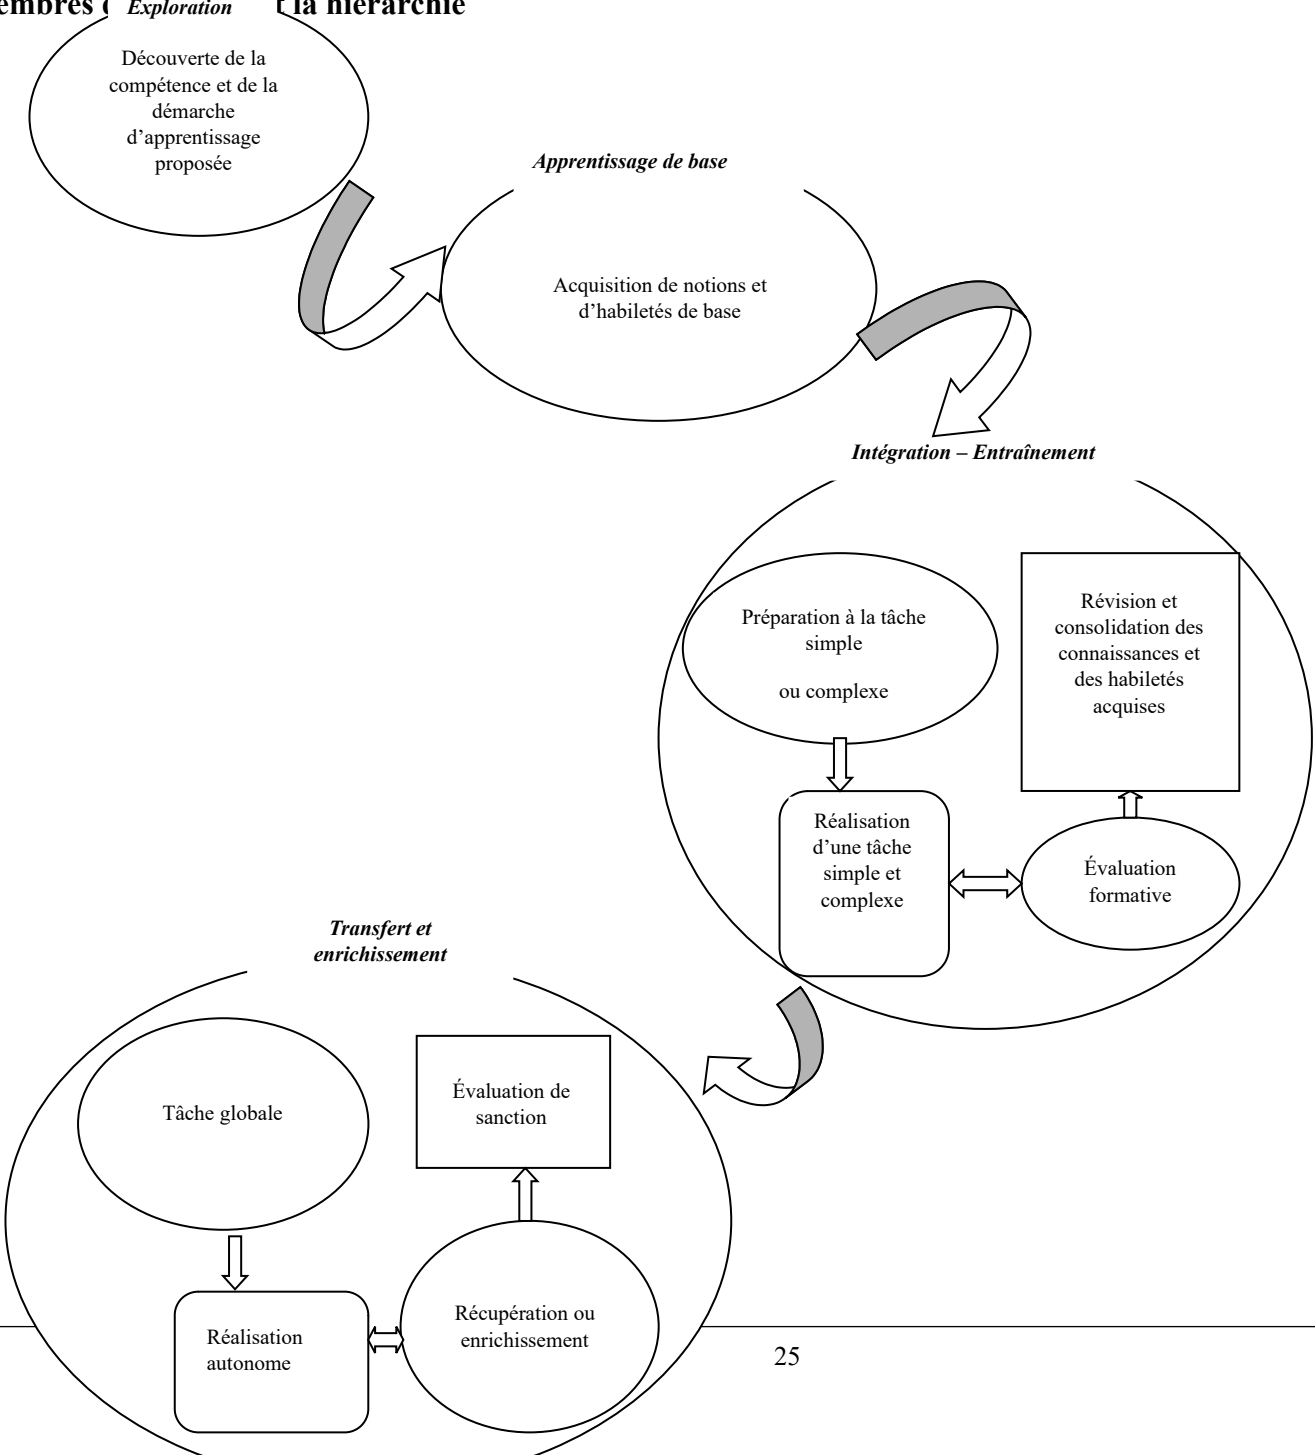 Exploration
la hiérarchie
Découverte de la
compétence et de la
démarche
d’apprentissage
proposée
Apprentissage de base
Acquisition de notions et
d’habiletés de base
Intégration – Entraînement
Préparation à la tâche
simple
ou complexe
Révision et
consolidation des
connaissances et
des habiletés
acquises
Réalisation
d’une tâche
simple et
complexe
Évaluation
formative
Transfert et
enrichissement
Tâche globale
Évaluation de
sanction
Réalisation
autonome
Récupération ou
enrichissement
25